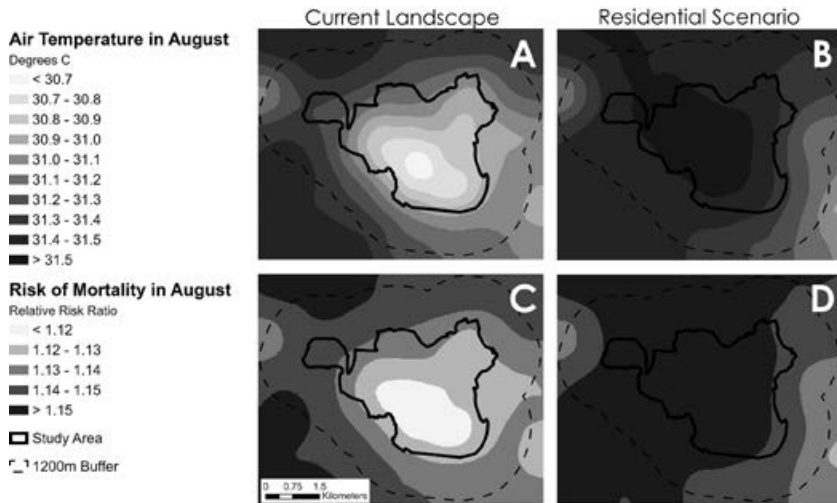 Current Landscape
Residential Scenario
Air Temperature in August
Degrees C
< 30.7
30.7 - 30.8
30.8 - 30.9
30.9 - 31.0
31.0 - 31.1
31.1 - 31.2
31.2 - 31.3
31.3 - 31.4
31.4 - 31.5
> 31.5
A
B
Risk of Mortality in August
Relative Risk Ratio
< 1.12
1.12 - 1.13
1.13 - 1.14
1.14 - 1.15
> 1.15
Study Area
1200m Buffer
C
D
0 0.75 1.5
Kilometers